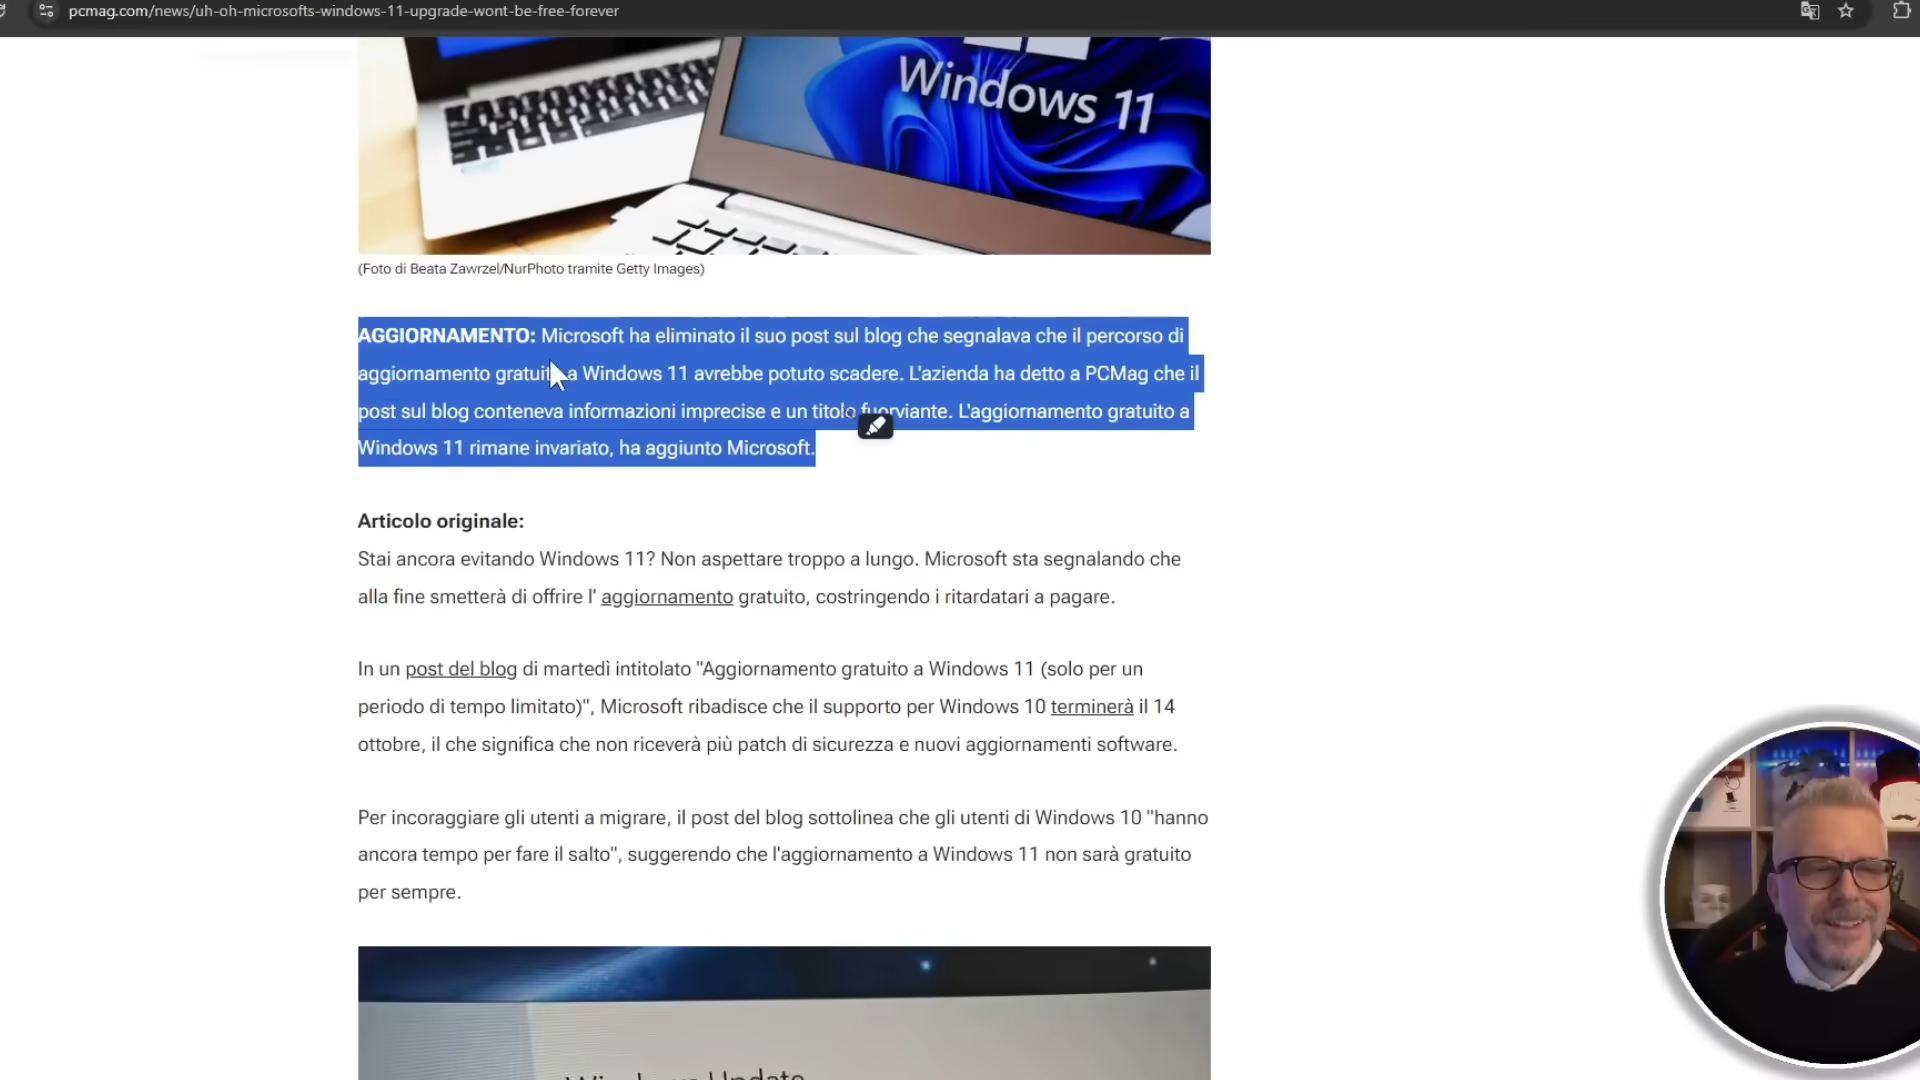 pcmag.com/news/uh-oh-microsofts-windows-11-upgrade-wont-be-free-forever
Windows 11
(Foto di Beata Zawrzel/NurPhoto tramite Getty Images)
AGGIORNAMENTO: Microsoft ha eliminato il suo post sul blog che segnalava che il percorso di
aggiornamento gratuito a Windows 11 avrebbe potuto scadere. L'azienda ha detto a PCMag che il
post sul blog conteneva informazioni imprecise e un titolo fuorviante. L'aggiornamento gratuito a
Windows 11 rimane invariato, ha aggiunto Microsoft.
Articolo originale:
Stai ancora evitando Windows 11? Non aspettare troppo a lungo. Microsoft sta segnalando che
alla fine smetterà di offrire l' aggiornamento gratuito, costringendo i ritardatari a pagare.
In un post del blog di martedì intitolato "Aggiornamento gratuito a Windows 11 (solo per un
periodo di tempo limitato)", Microsoft ribadisce che il supporto per Windows 10 terminerà il 14
ottobre, il che significa che non riceverà più patch di sicurezza e nuovi aggiornamenti software.
Per incoraggiare gli utenti a migrare, il post del blog sottolinea che gli utenti di Windows 10 "hanno
ancora tempo per fare il salto", suggerendo che l'aggiornamento a Windows 11 non sarà gratuito
per sempre.
Windows Update